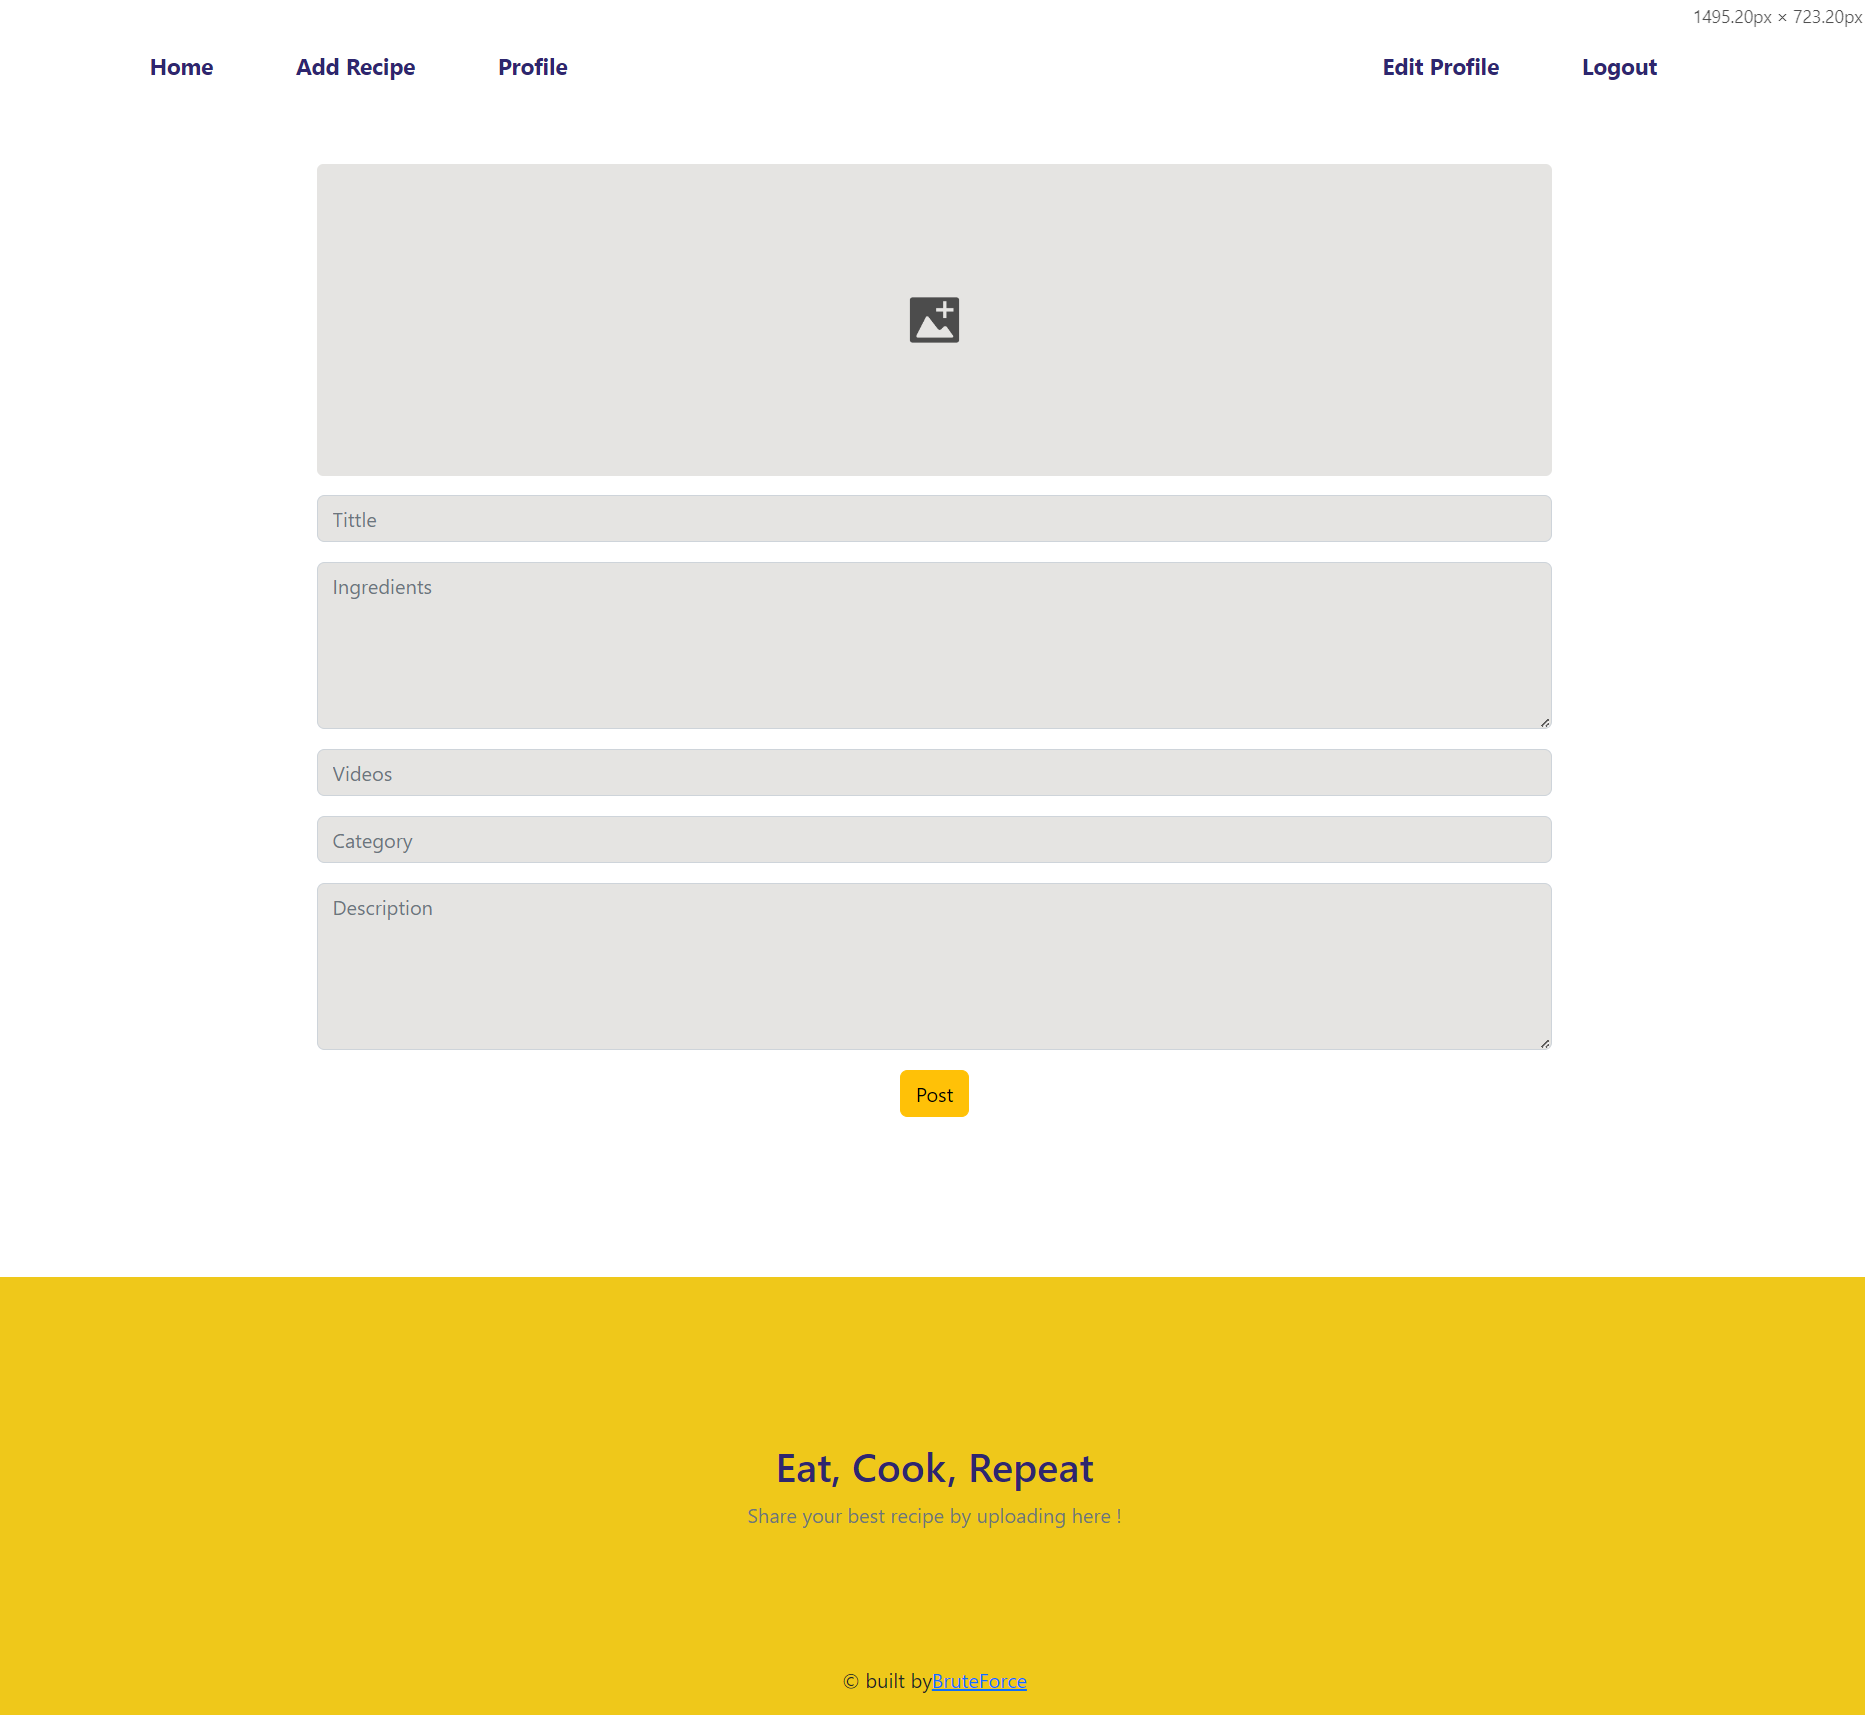 1495.20px × 723.20px
Home Add Recipe Profile Edit Profile Logout
Tittle
Ingredients
Videos
Category
Description
Post
Eat, Cook, Repeat
Share your best recipe by uploading here !
© built byBruteForce